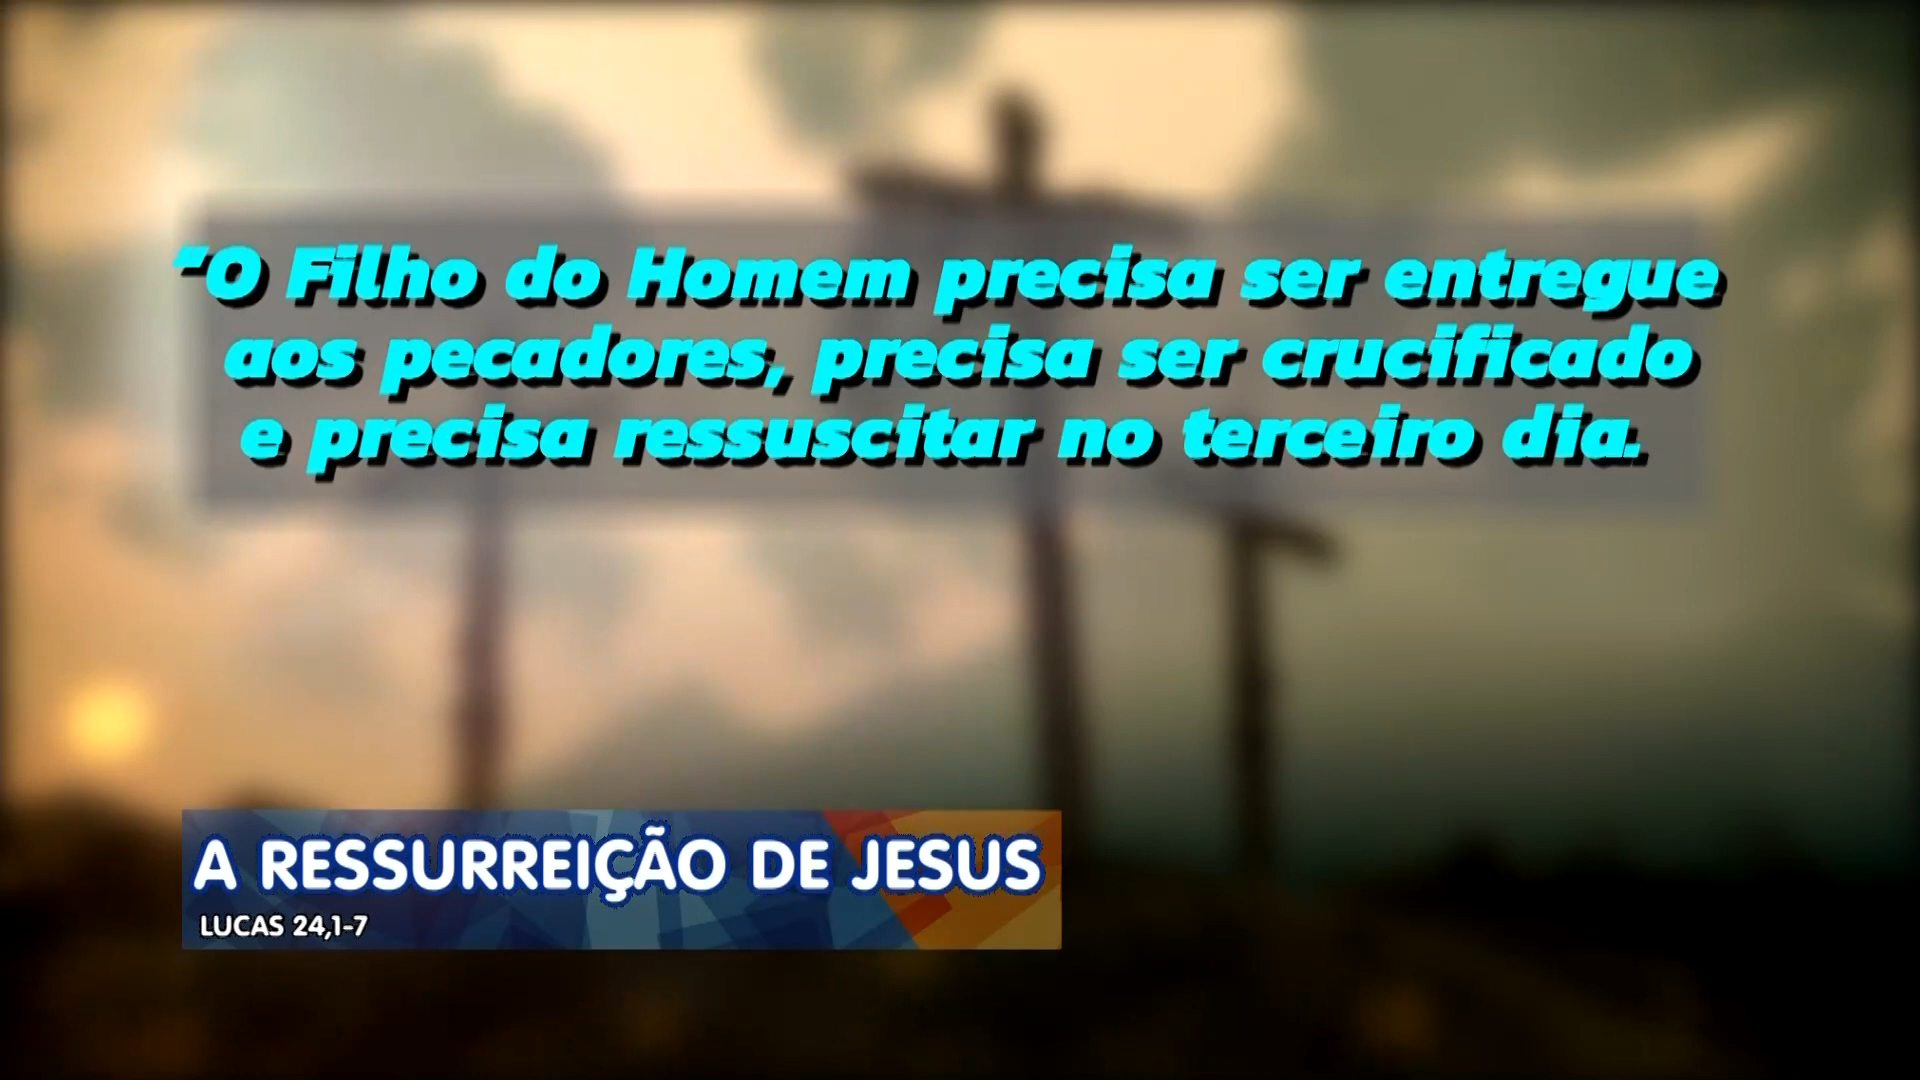 "O Filho do Homem precisa ser entregue
aos pecadores, precisa ser crucificado
e precisa ressuscitar no terceiro dia.
A RESSURREIÇÃO DE JESUS
LUCAS 24,1-7